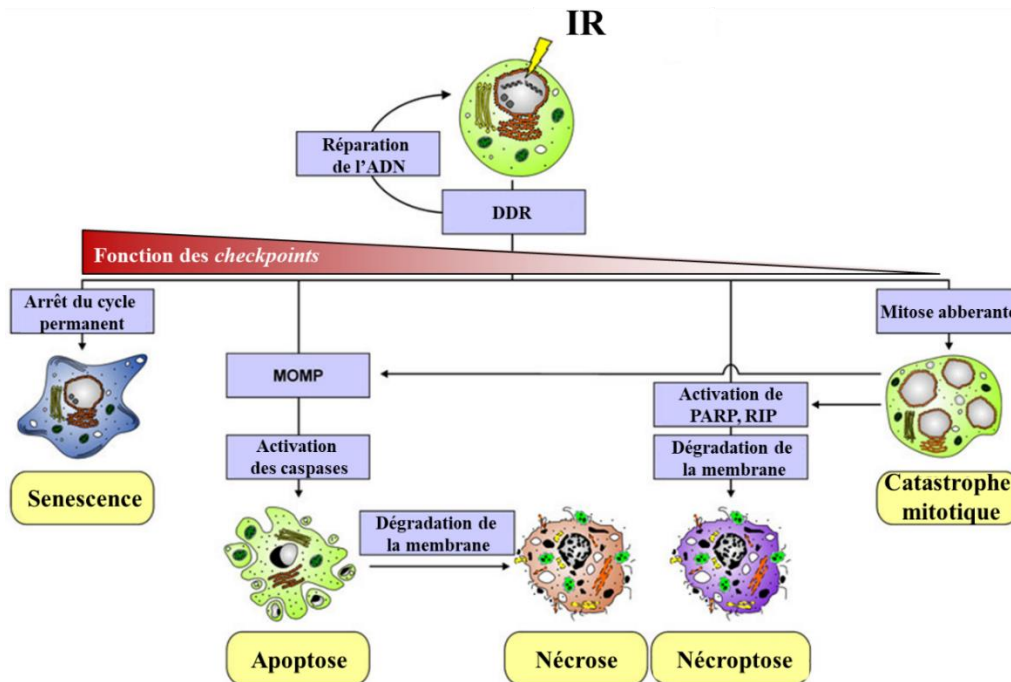 IR
Réparation
de l'ADN
DDR
Fonction des checkpoints
Arrêt du cycle
permanent
Mitose abberante
MOMP
Activation de
PARP, RIP
Activation
des caspases
Dégradation de
la membrane
Senescence
Catastrophe
mitotique
Dégradation de
la membrane
Apoptose
Nécrose
Nécroptose